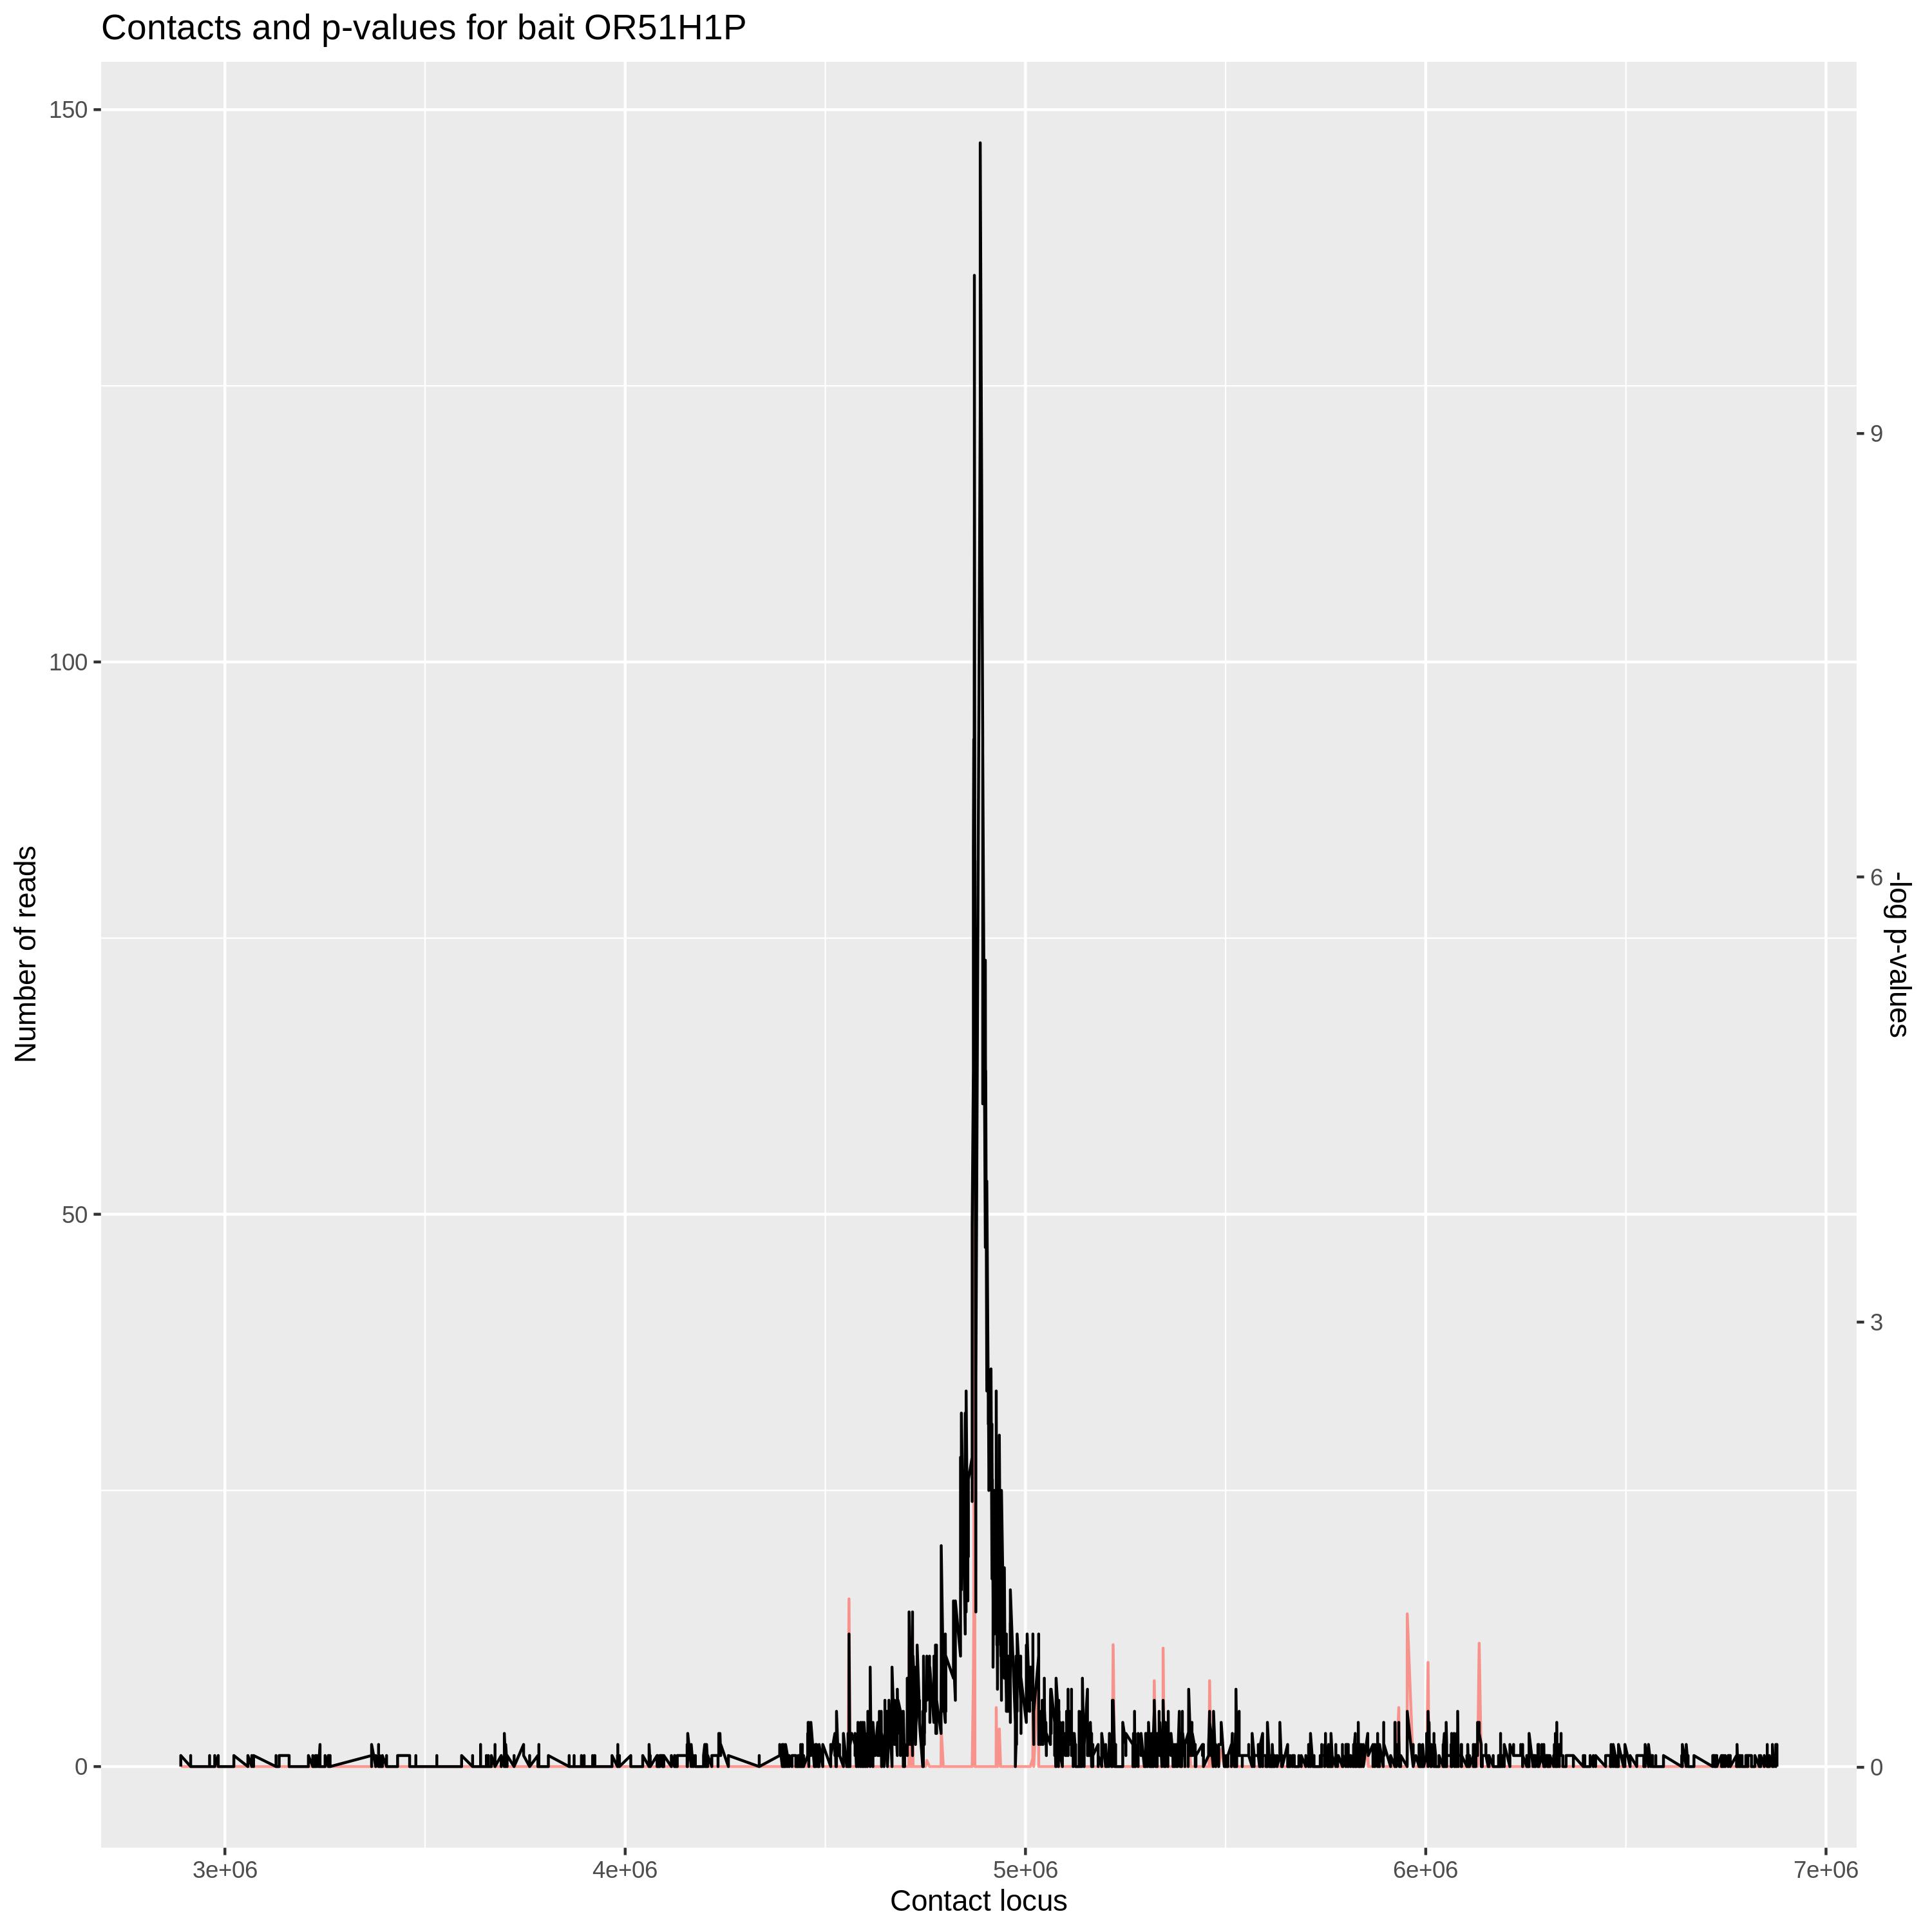 Contacts and p-values for bait OR51H1P
150
100
50
0
Number of reads
9
6
3
0
-log p-values
3e+06
4e+06
5e+06
6e+06
7e+06
Contact locus